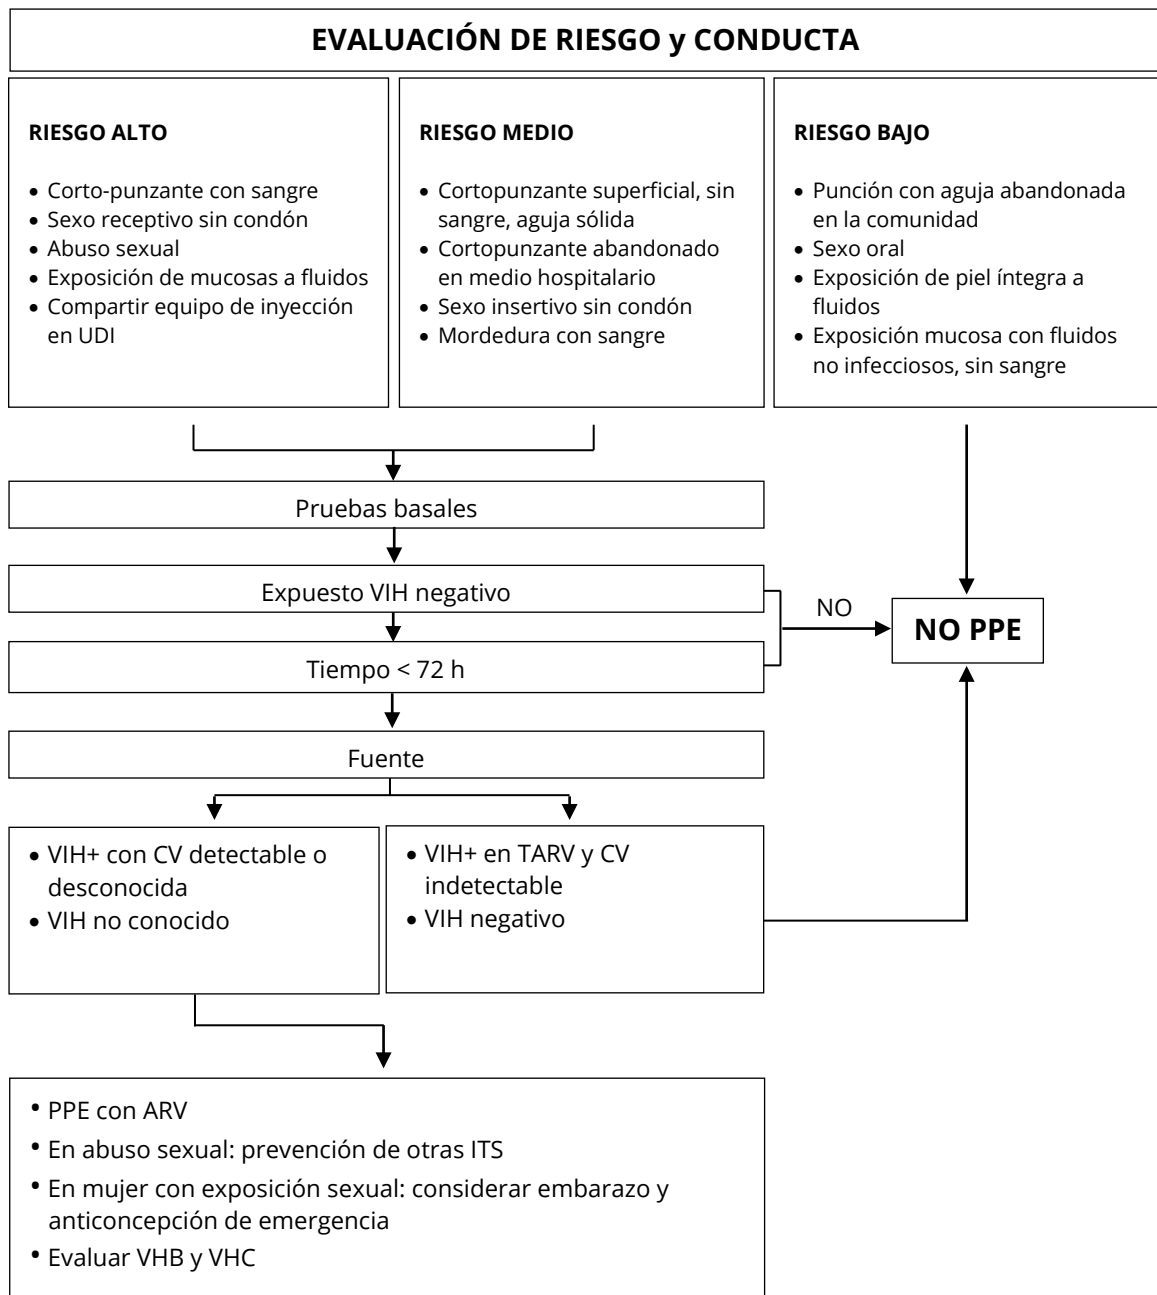 EVALUACIÓN DE RIESGO y CONDUCTA
RIESGO ALTO
• Corto-punzante con sangre
• Sexo receptivo sin condón
• Abuso sexual
• Exposición de mucosas a fluidos
• Compartir equipo de inyección
en UDI
RIESGO MEDIO
• Cortopunzante superficial, sin
sangre, aguja sólida
• Cortopunzante abandonado
en medio hospitalario
• Sexo insertivo sin condón
• Mordedura con sangre
RIESGO BAJO
• Punción con aguja abandonada
en la comunidad
• Sexo oral
• Exposición de piel íntegra a
fluidos
• Exposición mucosa con fluidos
no infecciosos, sin sangre
Pruebas basales
Expuesto VIH negativo
NO
NO PPE
Tiempo < 72 h
Fuente
• VIH+ con CV detectable o
desconocida
• VIH no conocido
• VIH+ en TARV y CV
indetectable
• VIH negativo
• PPE con ARV
• En abuso sexual: prevención de otras ITS
• En mujer con exposición sexual: considerar embarazo y
anticoncepción de emergencia
• Evaluar VHB y VHC